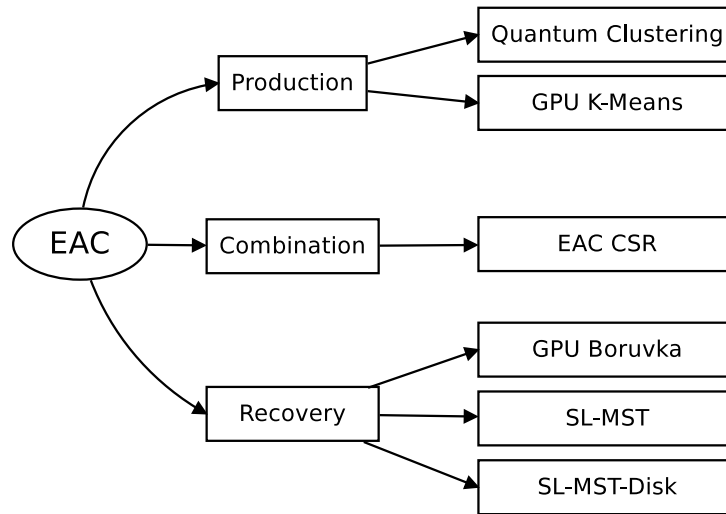 Quantum Clustering
Production
GPU K-Means
EAC
Combination
EAC CSR
GPU Boruvka
Recovery
SL-MST
SL-MST-Disk